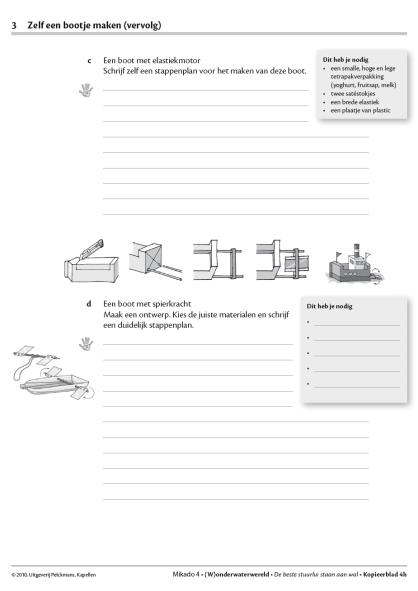 3 Zelf een bootje maken (vervolg)
c Een boot met elastiekmotor
Schrijf zelf een stappenplan voor het maken van deze boot.
Dit heb je nodig
• een smalle, hoge en lege
tetrapakverpakking
(yoghurt, fruitsap, melk)
• twee satéstokjes
• een brede elastiek
• een plaatje van plastic
d Een boot met spierkracht
Maak een ontwerp. Kies de juiste materialen en schrijf
een duidelijk stappenplan.
Dit heb je nodig
•
•
•
•
•
© 2010, Uitgeverij Pelckmans, Kapellen
Mikado 4 • (W)onderwaterwereld • De beste stuurlui staan aan wal • Kopieerblad 4h